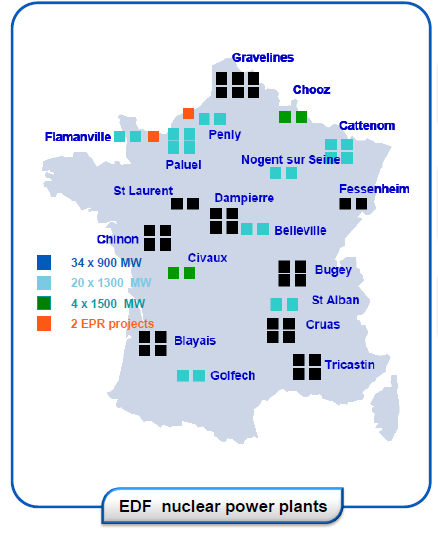 Gravelines
Chooz
Cattenom
Flamanville
Penly
Paluel
Nogent sur Seine
Fessenheim
St Laurent
Dampierre
Belleville
Chinon
Civaux
34 x 900 MW
20 x 1300 MW
4 x 1500 MW
2 EPR projects
Bugey
St Alban
Cruas
Blayais
Tricastin
Golfech
EDF nuclear power plants